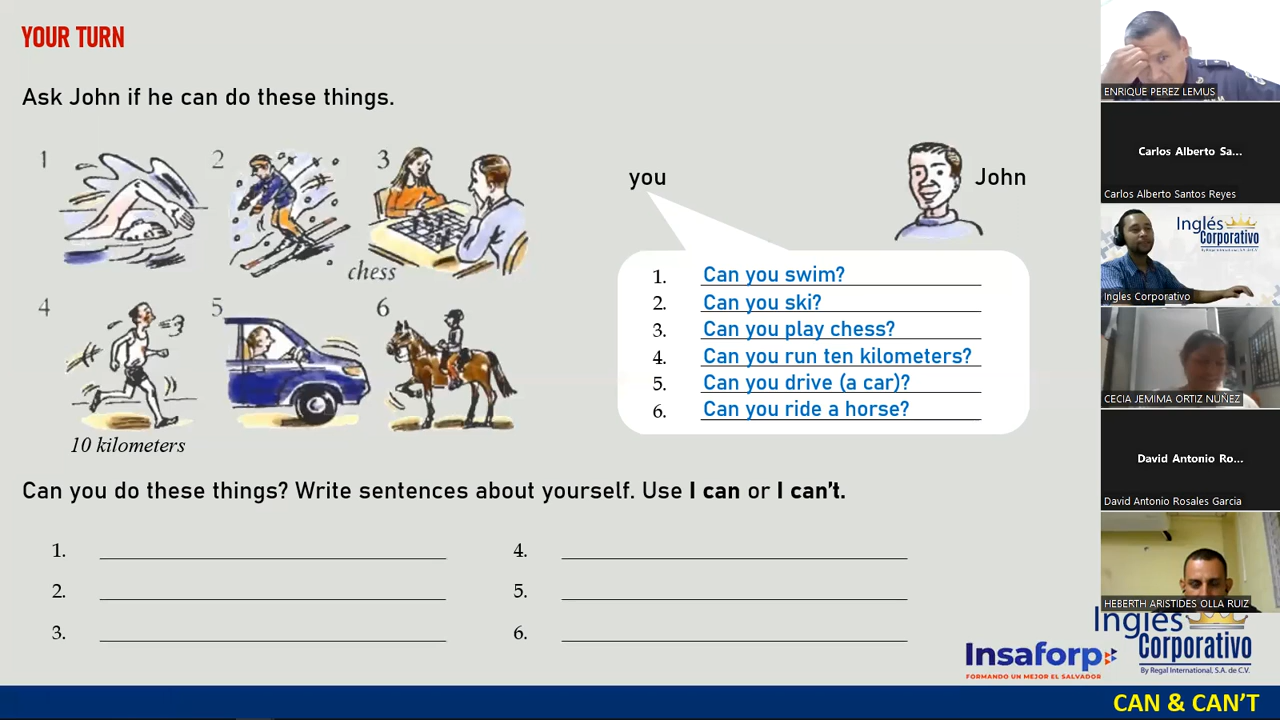 YOUR TURN
Ask John if he can do these things.
1
2
3
chess
4
5
6
10 kilometers
you
John
1. Can you swim?
2. Can you ski?
3. Can you play chess?
4. Can you run ten kilometers?
5. Can you drive (a car)?
6. Can you ride a horse?
Can you do these things? Write sentences about yourself. Use I can or I can't.
1.
2.
3.
4.
5.
6.
ENRIQUE PEREZ LEMUS
Carlos Alberto Sa...
Carlos Alberto Santos Reyes
Inglés
Corporativo
Ingles Corporativo
CECIA JEMIMA ORTIZ NUÑEZ
David Antonio Ro...
David Antonio Rosales Garcia
HEBERTH ARISTIDES OLLA RUIZ
Inglés
Corporativo
By Regal International, S.A. de C.V.
Insaforp
FORMANDO UN MEJOR EL SALVADOR
CAN & CAN'T